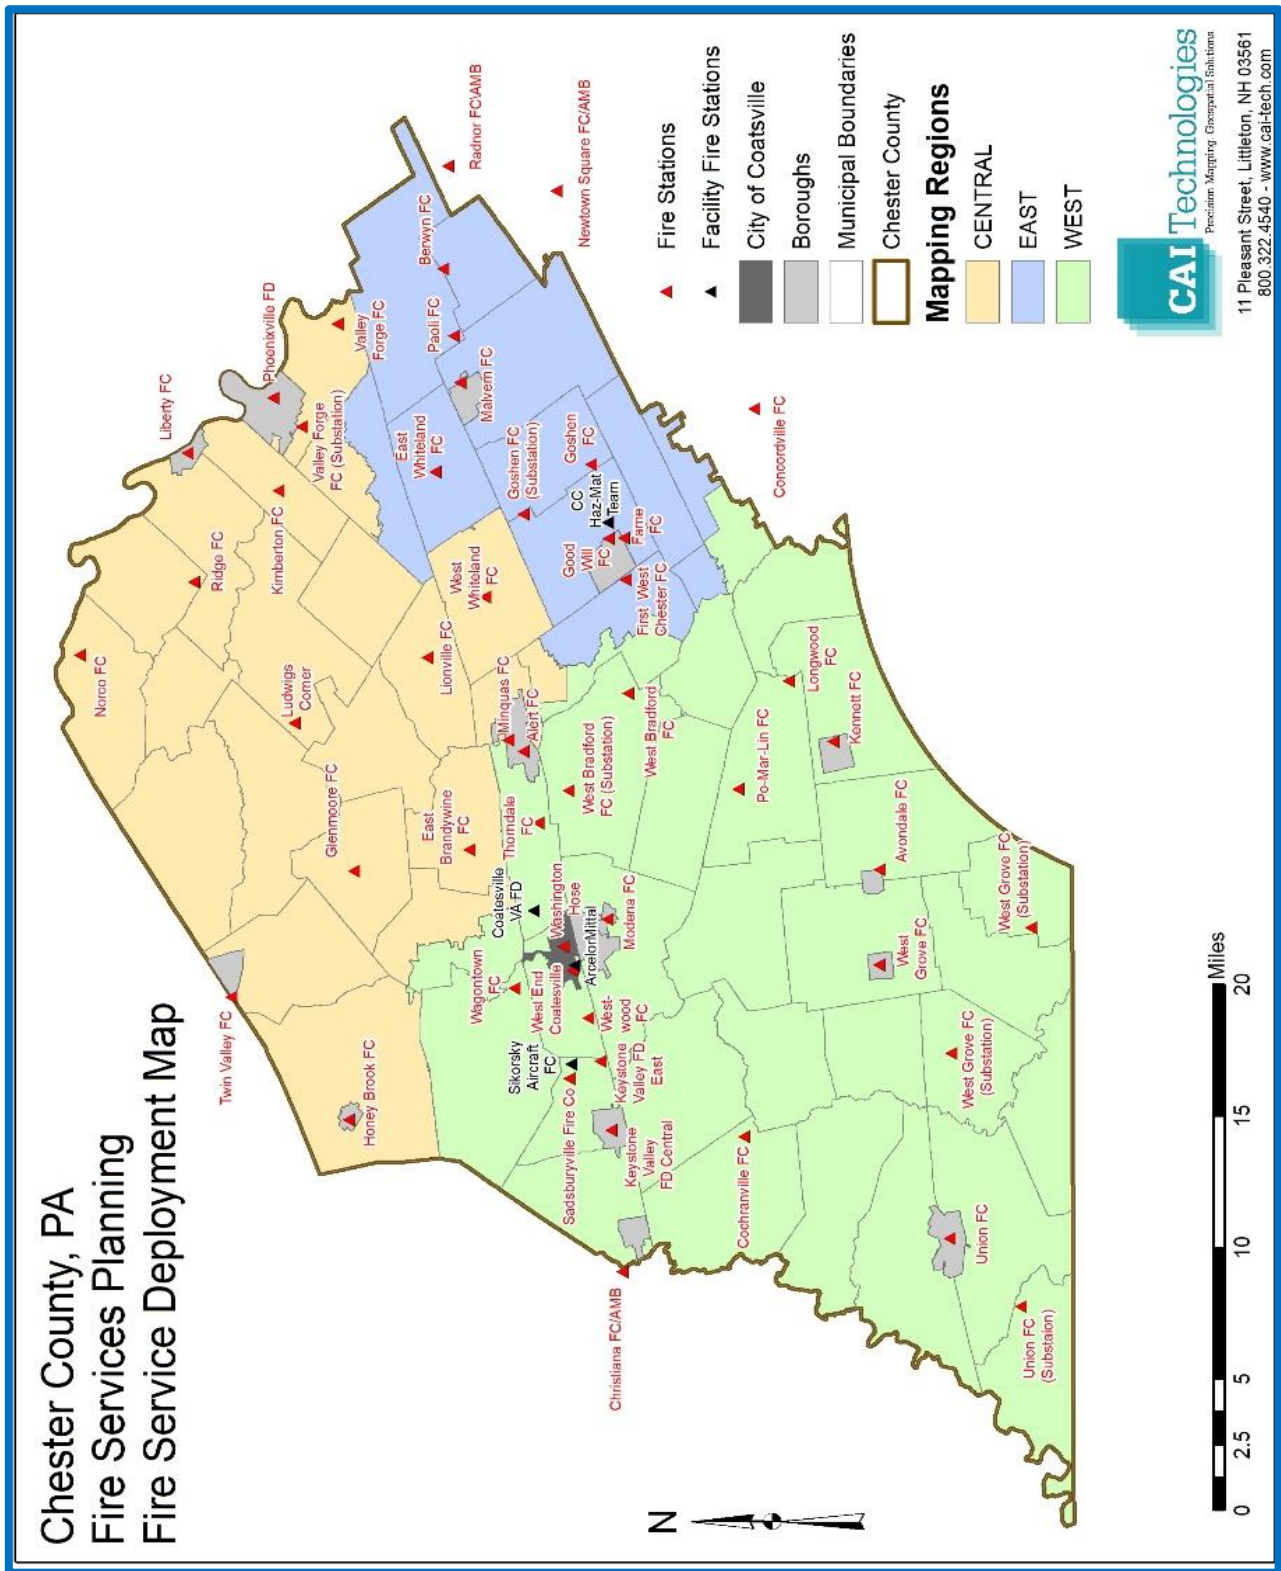 Chester County, PA
Fire Services Planning
Fire Service Deployment Map
Twin Valley FC
Honey Brook FC
Glenmoore FC
Ludwigs
Corner
Norco FC
Ridge FC
Liberty FC
Phoenixville FD
Kimberton FC
Valley Forge
FC (Substation)
Valley
Forge FC
Radnor FC\AMB
Berwyn FC
Paoli FC
Malvern FC
East
Whiteland
FC
Newtown Square FC/AMB
Goshen FC
(Substation)
Goshen
FC
CC
Haz-Mat
Team
Good
Will
FC
Fame
FC
First West
Chester FC
West
Whiteland
FC
Lionville FC
Minquas FC
Alert FC
East
Brandywine
FC
Thorndale
FC
West Bradford
FC (Substation)
West Bradford
FC
Coatesville
VA FD
Washington
Hose
ArcelorMittal
Modena FC
Wagontown
FC
West End
Coatesville
West-
wood
FC
Sikorsky
Aircraft
FC
Keystone
Valley FD
East
Sadsburyville Fire Co
Keystone
Valley
FD Central
Christiana FC/AMB
Cochranville FC
Po-Mar-Lin FC
Longwood
FC
Kennett FC
Concordville FC
Avondale FC
West
Grove FC
West Grove FC
(Substation)
West Grove FC
(Substation)
Union FC
Union FC
(Substaion)
Fire Stations
Facility Fire Stations
City of Coatsville
Boroughs
Municipal Boundaries
Chester County
Mapping Regions
CENTRAL
EAST
WEST
N
0 2.5 5 10 15 20
Miles
CAI Technologies
Precision Mapping. Geospatial Solutions.
11 Pleasant Street, Littleton, NH 03561
800.322.4540 - www.cai-tech.com